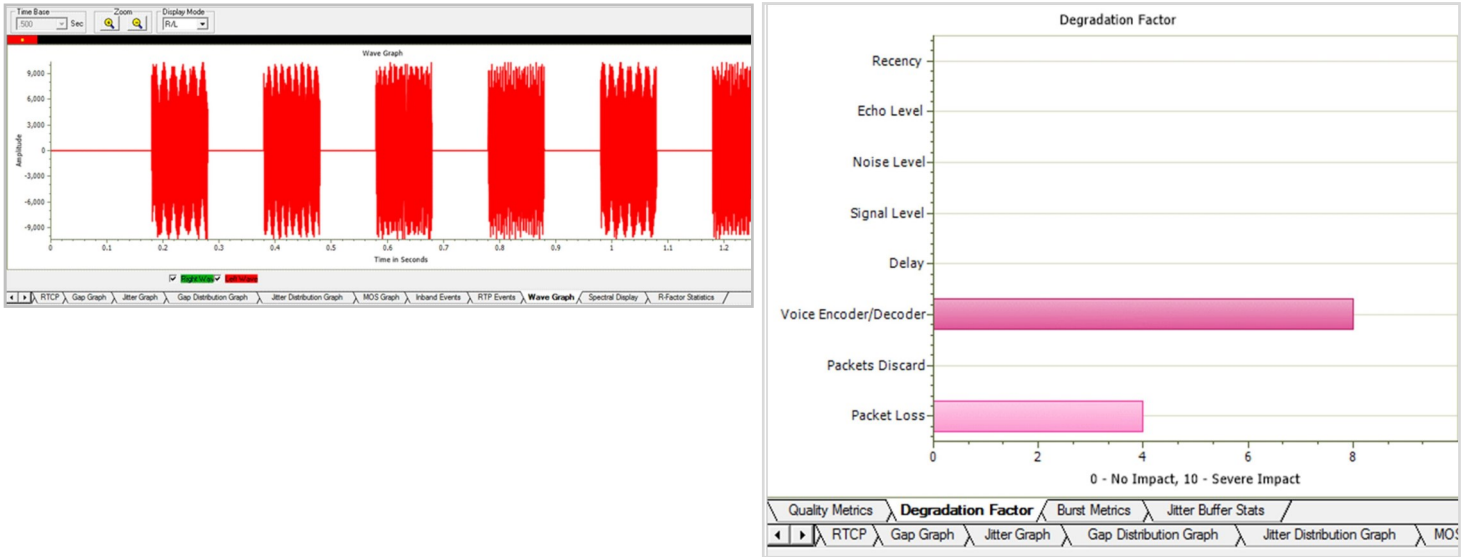 Time Base Zoom Display Mode
500 Sec R/L
Wave Graph
9,000
6,000
3,000
0
-3,000
-6,000
-9,000
Amplitude
0 0.1 0.2 0.3 0.4 0.5 0.6 0.7 0.8 0.9 1 1.1 1.2
Time in Seconds
Right Wav Left Wave
RTCP Gap Graph Jitter Graph Gap Distribution Graph Jitter Distribution Graph MOS Graph Inband Events RTP Events Wave Graph Spectral Display R-Factor Statistics
Degradation Factor
Recency
Echo Level
Noise Level
Signal Level
Delay
Voice Encoder/Decoder
Packets Discard
Packet Loss
0 2 4 6 8
0 - No Impact, 10 - Severe Impact
Quality Metrics Degradation Factor Burst Metrics Jitter Buffer Stats
RTCP Gap Graph Jitter Graph Gap Distribution Graph Jitter Distribution Graph MOS